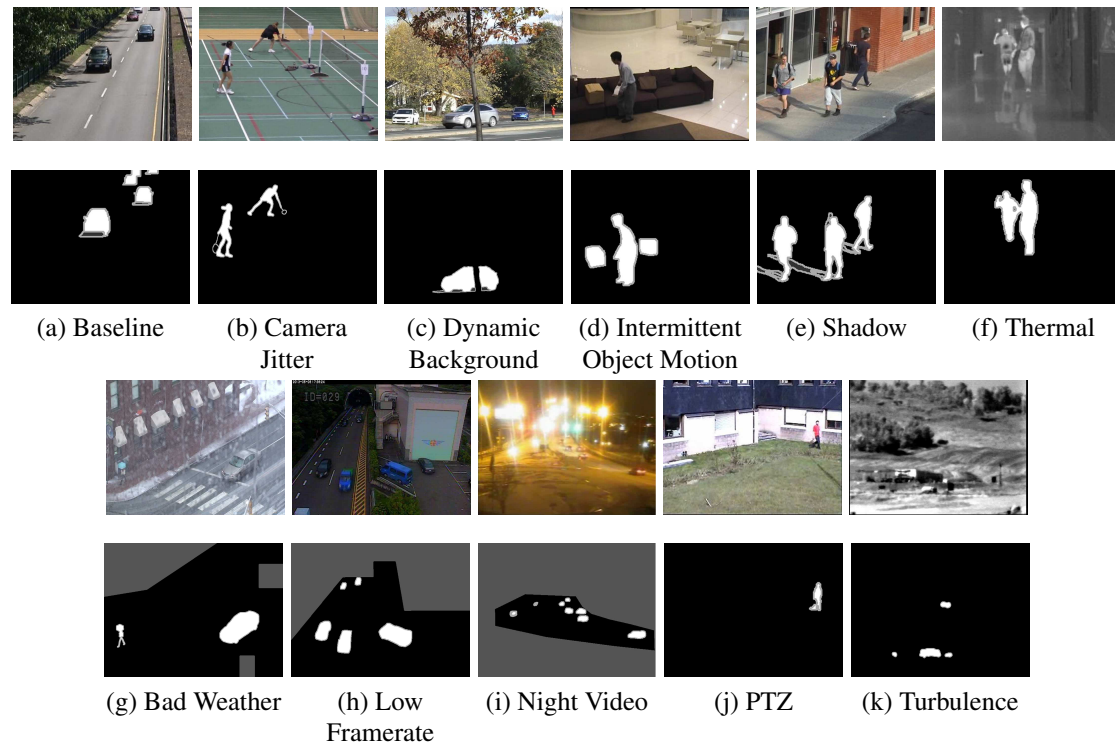 (a) Baseline
(b) Camera
Jitter
(c) Dynamic
Background
(d) Intermittent
Object Motion
(e) Shadow
(f) Thermal
ID=029
(g) Bad Weather
(h) Low
Framerate
(i) Night Video
(j) PTZ
(k) Turbulence